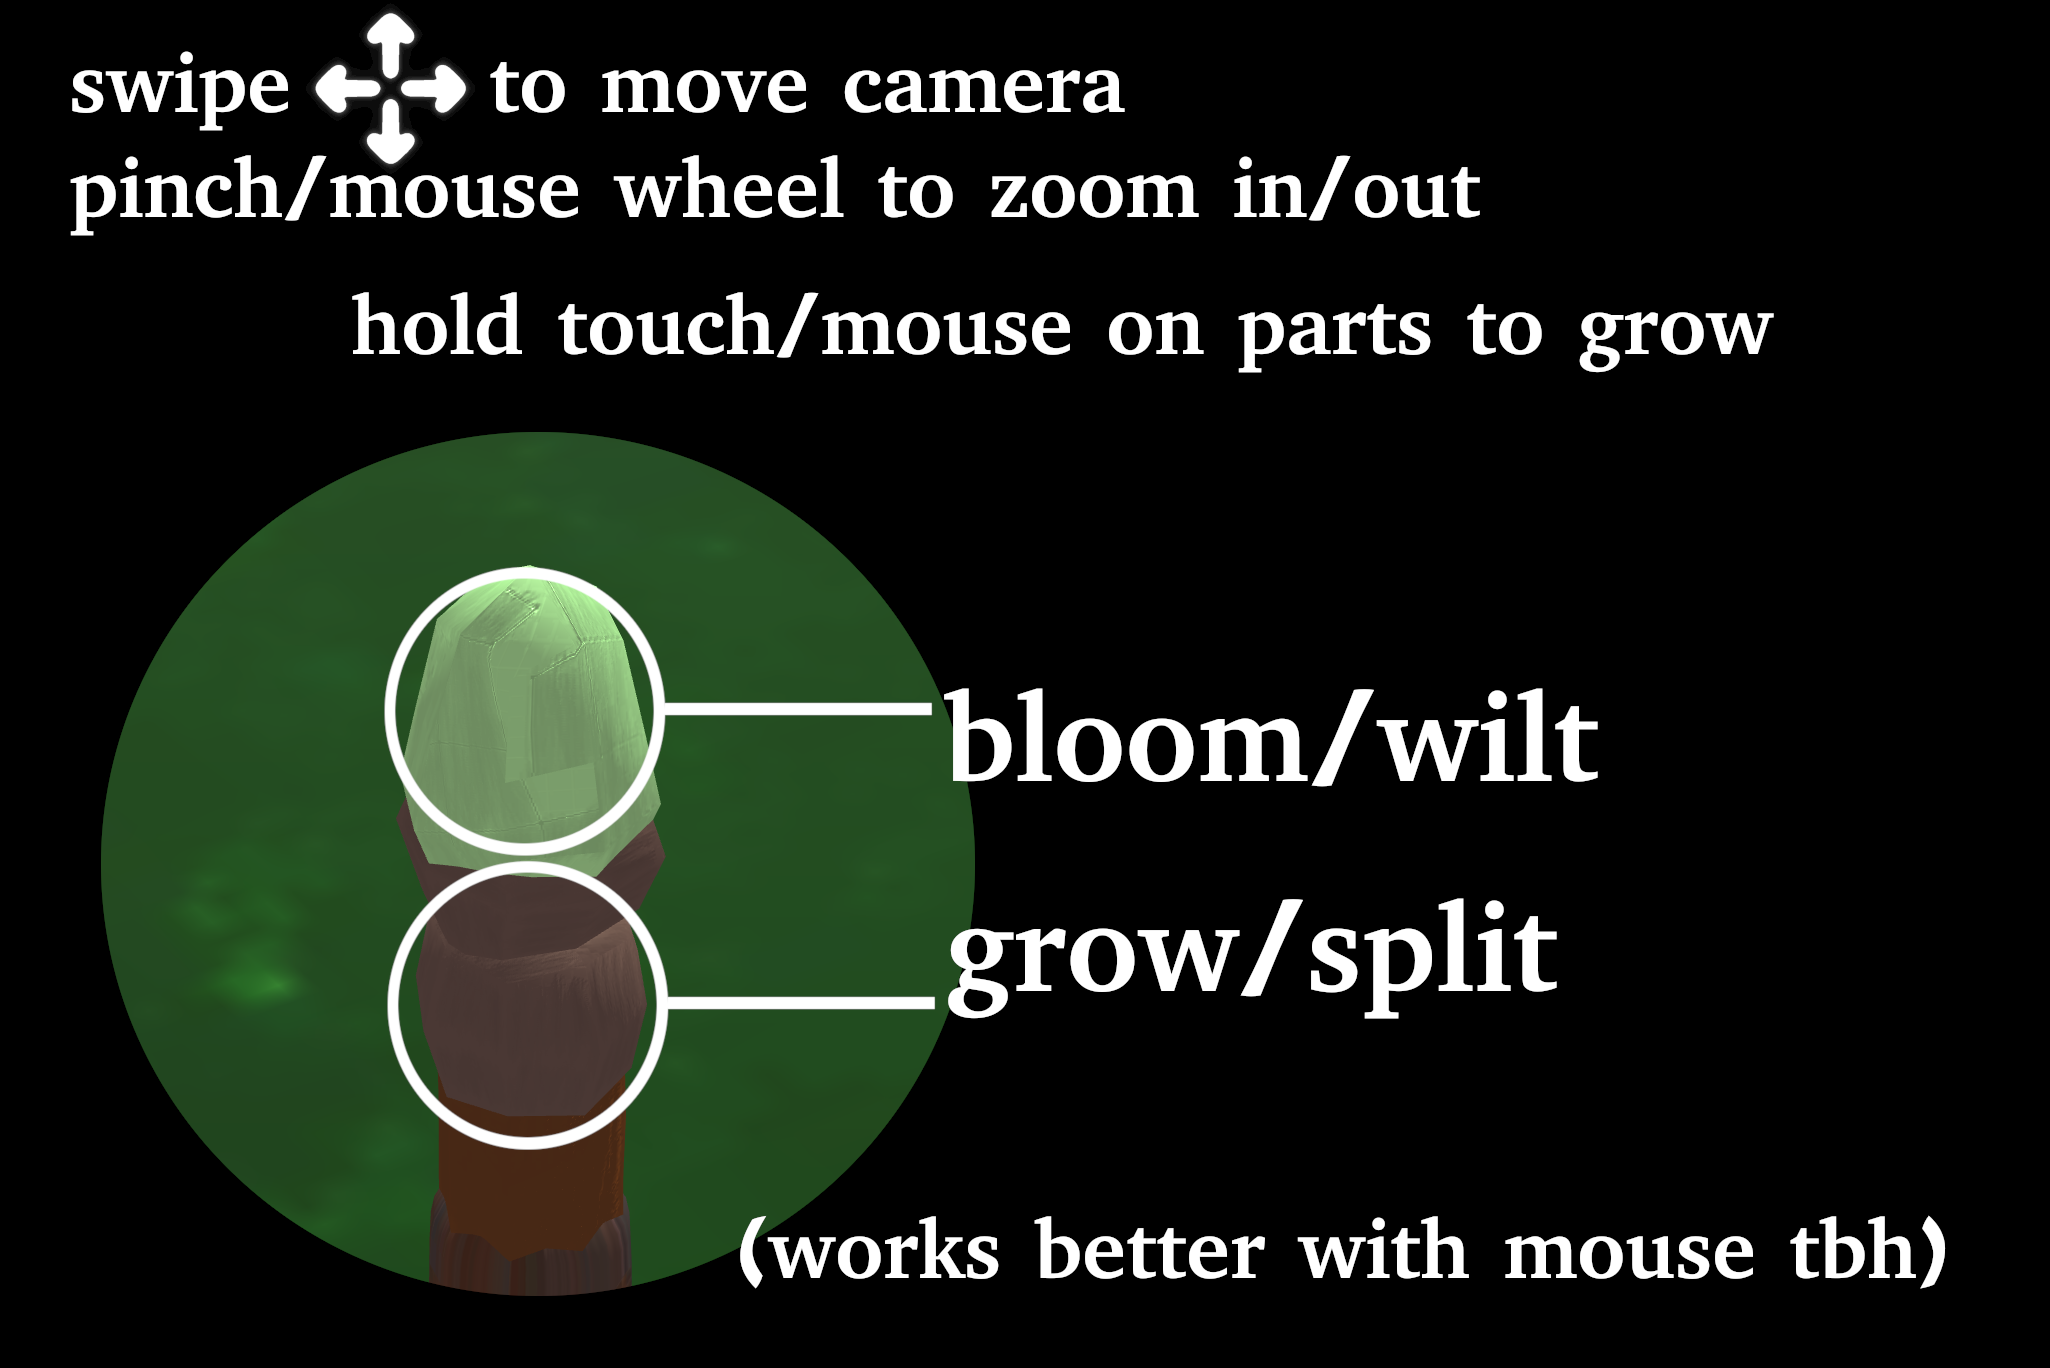 swipe to move camera
pinch/mouse wheel to zoom in/out
hold touch/mouse on parts to grow
bloom/wilt
grow/split
(works better with mouse tbh)